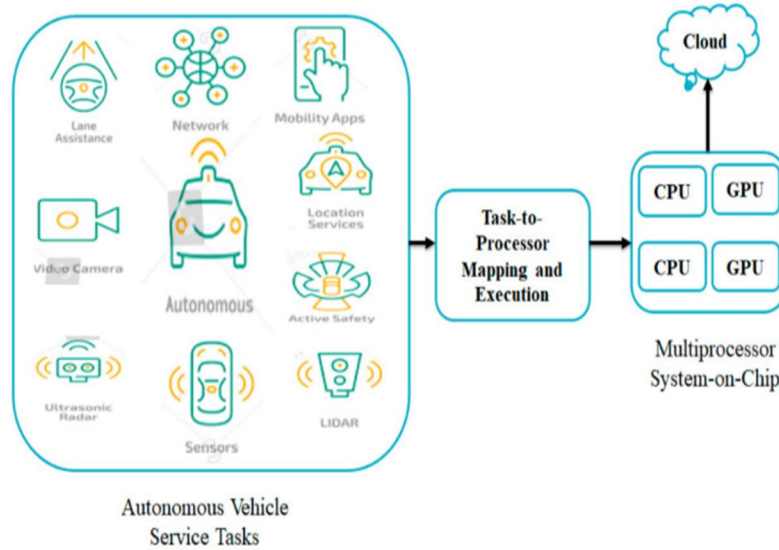 Lane
Assistance
Network
Mobility Apps
Video Camera
Autonomous
Location
Services
Active Safety
Ultrasonic
Radar
Sensors
LIDAR
Autonomous Vehicle
Service Tasks
Task-to-
Processor
Mapping and
Execution
Cloud
CPU
GPU
CPU
GPU
Multiprocessor
System-on-Chip